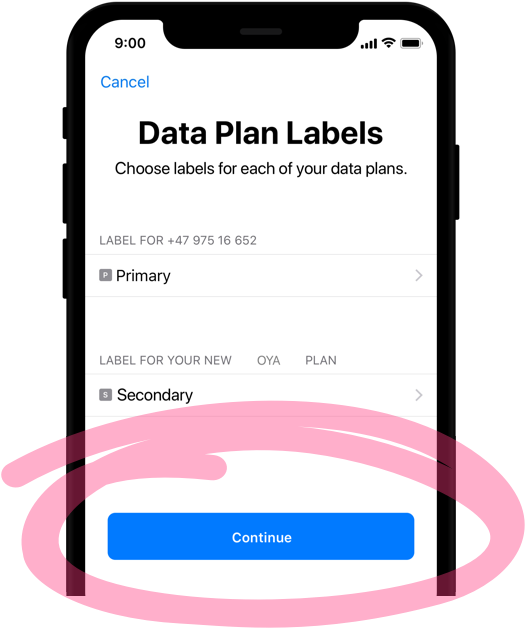 9:00
Cancel
Data Plan Labels
Choose labels for each of your data plans.
LABEL FOR +47 975 16 652
P Primary
LABEL FOR YOUR NEW OYA PLAN
S Secondary
Continue